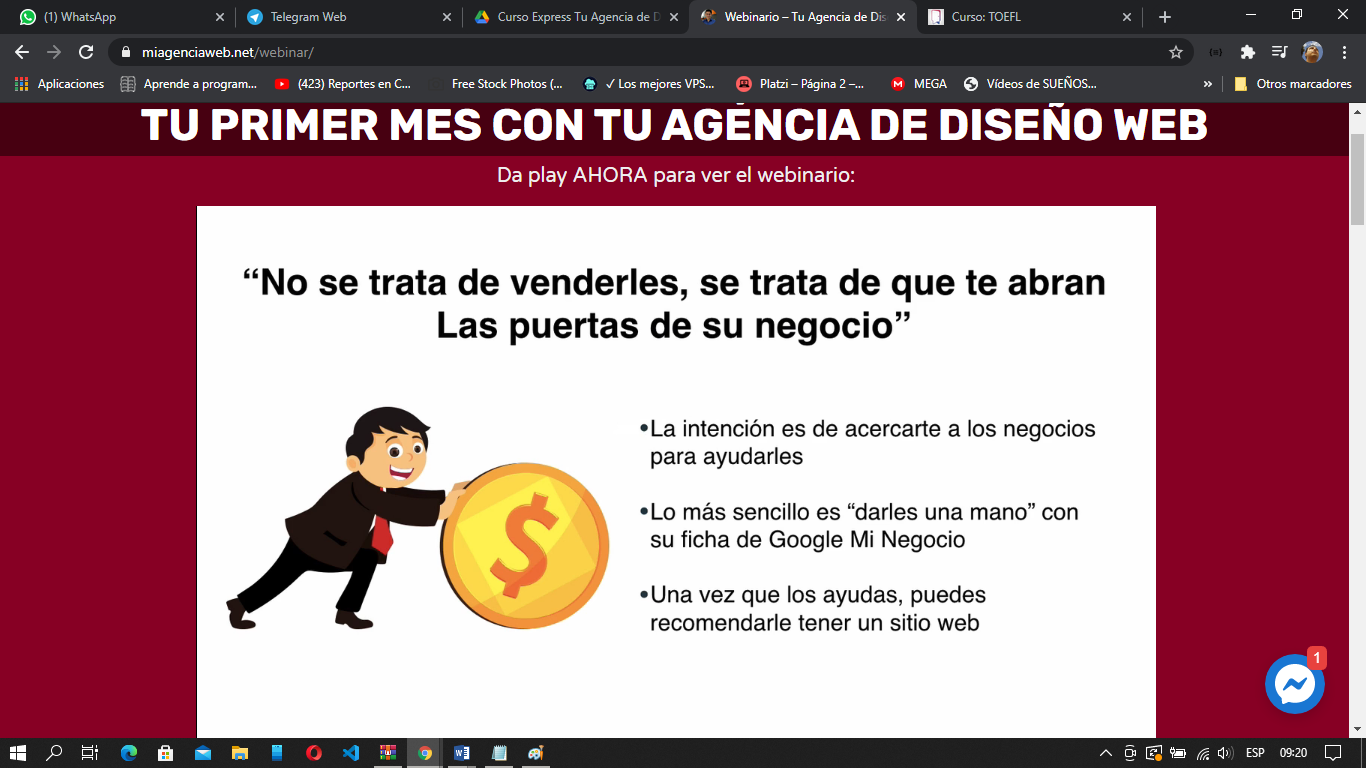 (1) WhatsApp
Telegram Web
Curso Express Tu Agencia de D
Webinario – Tu Agencia de Dis
Curso: TOEFL
miagenciaweb.net/webinar/
Aplicaciones
Aprende a program...
(423) Reportes en C...
Free Stock Photos (...
✓ Los mejores VPS...
Platzi – Página 2 –...
MEGA
Vídeos de SUEÑOS...
»
Otros marcadores
TU PRIMER MES CON TU AGENCIA DE DISEÑO WEB
Da play AHORA para ver el webinario:
“No se trata de venderles, se trata de que te abran
Las puertas de su negocio”
$
•La intención es de acercarte a los negocios
para ayudarles
•Lo más sencillo es “darles una mano” con
su ficha de Google Mi Negocio
•Una vez que los ayudas, puedes
recomendarle tener un sitio web
1
ESP
09:20